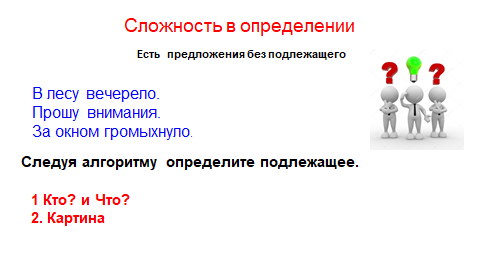 Сложность в определении
Есть предложения без подлежащего
В лесу вечерело.
Прошу внимания.
За окном громыхнуло.
Следуя алгоритму определите подлежащее.
1 Кто? и Что?
2. Картина